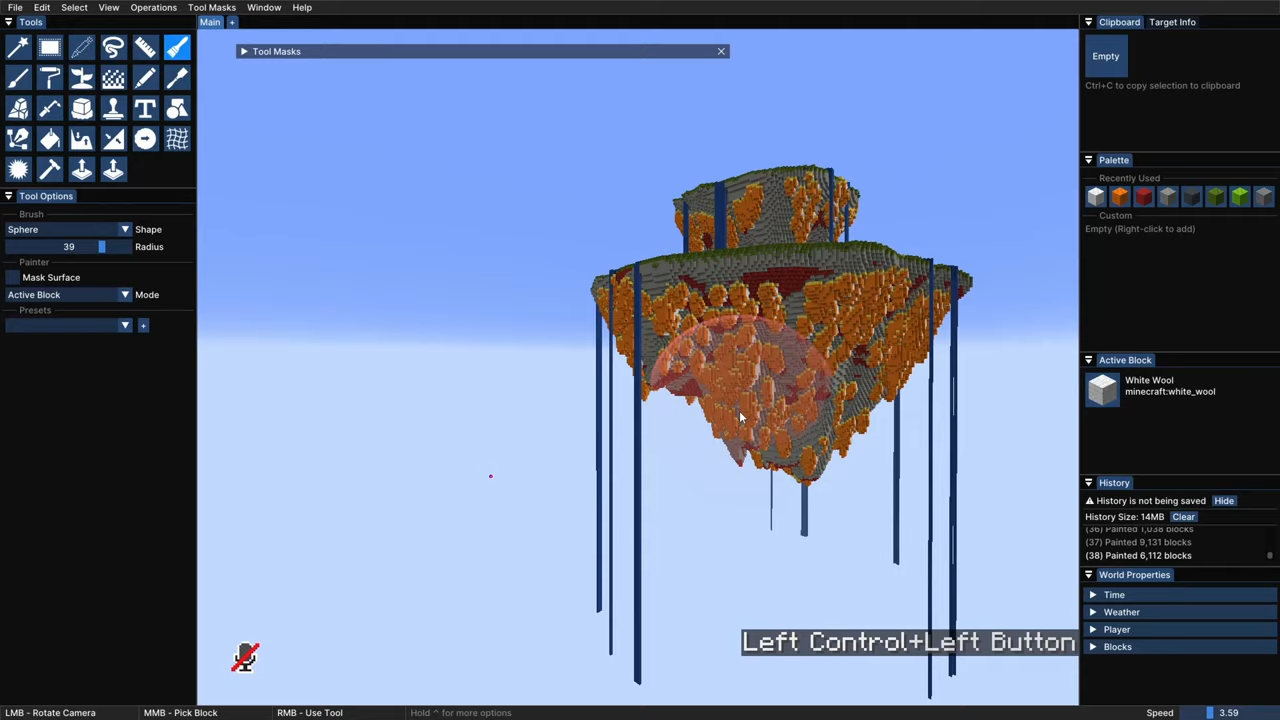 File Edit Select View Operations Tool Masks Window Help
Tools
Main +
Tool Masks
Clipboard Target Info
Empty
Ctrl+C to copy selection to clipboard
Palette
Recently Used
Custom
Empty (Right-click to add)
Tool Options
Brush
Sphere Shape
39 Radius
Painter
Mask Surface
Active Block Mode
Presets
+
Active Block
White Wool
minecraft:white_wool
History
History is not being saved Hide
History Size: 14MB Clear
(36) Painted 1,038 blocks
(37) Painted 9,131 blocks
(38) Painted 6,112 blocks
World Properties
Time
Weather
Player
Blocks
Left Control+Left Button
LMB - Rotate Camera MMB - Pick Block RMB - Use Tool Hold ^ for more options Speed 3.59